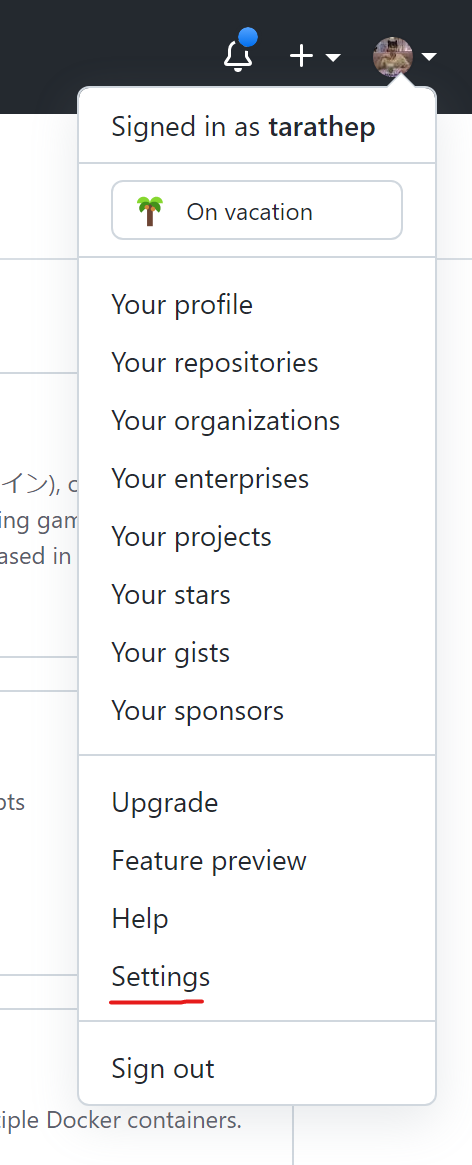 Signed in as tarathep
On vacation
Your profile
Your repositories
Your organizations
イン), c
Your enterprises
ing gam
Your projects
ased in
Your stars
Your gists
Your sponsors
Upgrade
Feature preview
Help
Settings
Sign out
iple Docker containers.